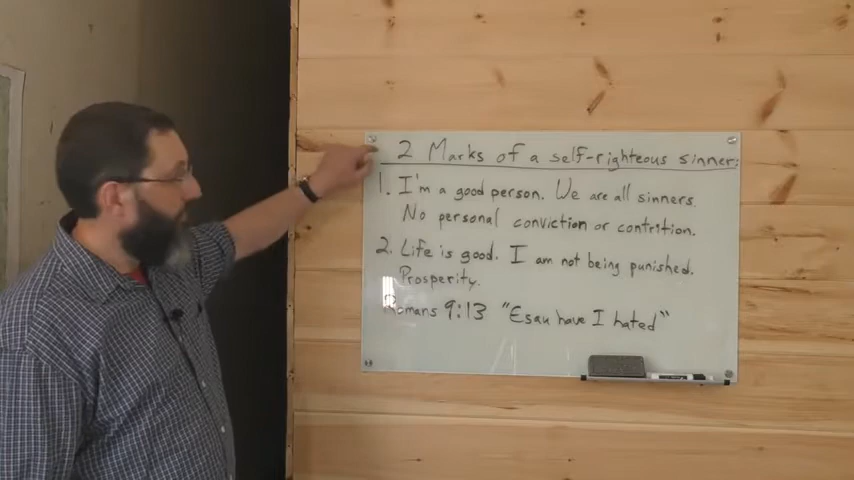 2 Marks of a self-righteous sinner:
1. I'm a good person. We are all sinners.
No personal conviction or contrition.
2. Life is good. I am not being punished.
Prosperity.
Romans 9:13 "Esau have I hated"